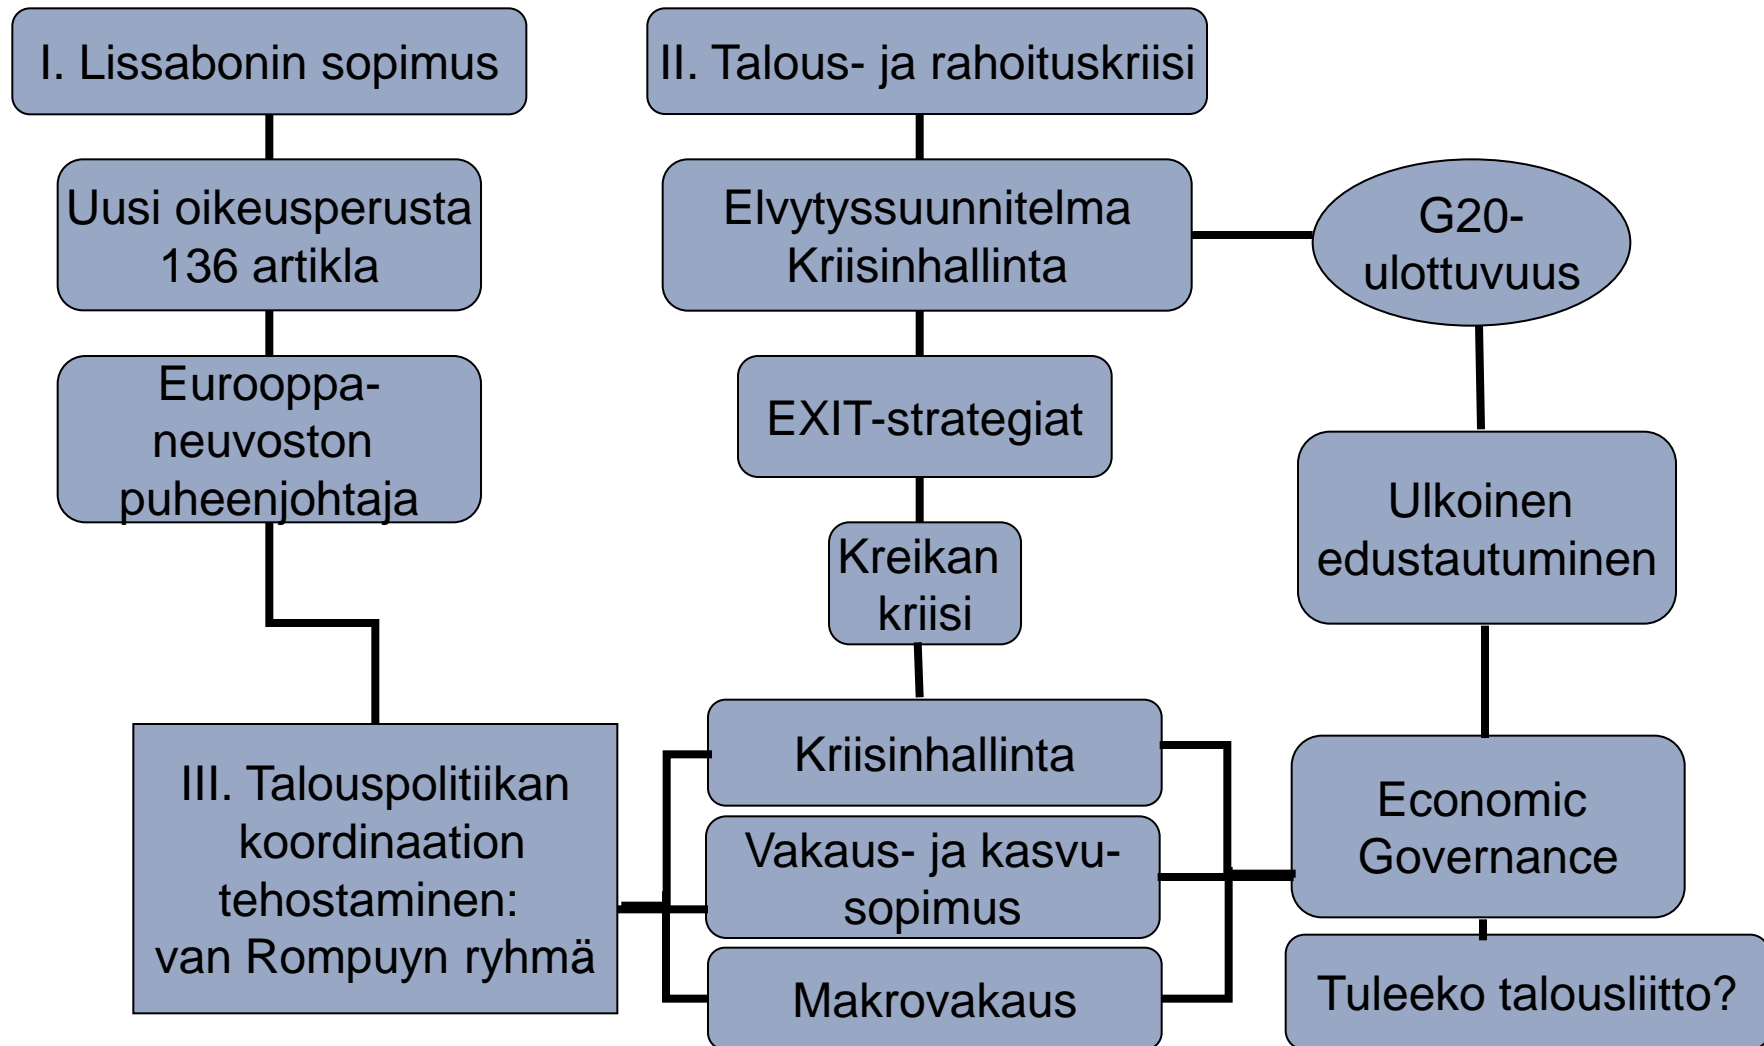 I. Lissabonin sopimus
II. Talous- ja rahoituskriisi
Uusi oikeusperusta
136 artikla
Elvytyssuunnitelma
Kriisinhallinta
G20-
ulottuvuus
Eurooppa-
neuvoston
puheenjohtaja
EXIT-strategiat
Ulkoinen
edustautuminen
Kreikan
kriisi
III. Talouspolitiikan
koordinaation
tehostaminen:
van Rompuyn ryhmä
Kriisinhallinta
Vakaus- ja kasvu-
sopimus
Makrovakaus
Economic
Governance
Tuleeko talousliitto?